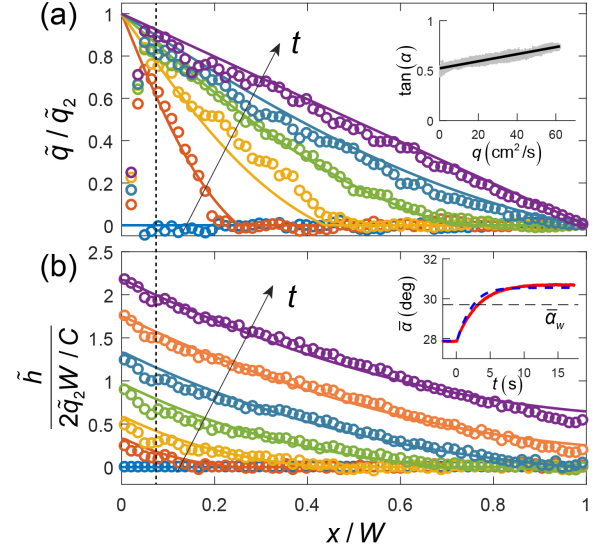 (a)
1
0.8
0.6
0.4
0.2
0
q̃ / q̃₂
t
1
0.5
0
tan(α)
0 20 40 60
q (cm²/s)
(b)
2.5
2
1.5
1
0.5
0
h̃
2q̃₂W / C
t
32
30
28
ᾱ (deg)
ᾱ_w
0 5 10 15
t (s)
0 0.2 0.4 0.6 0.8 1
x / W